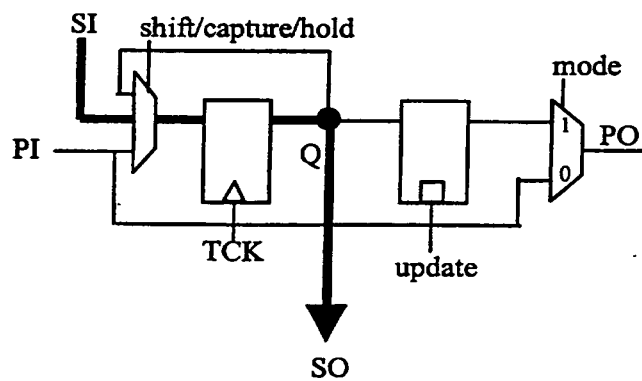 SI
shift/capture/hold
mode
PI
1
PO
Q
0
TCK
update
SO